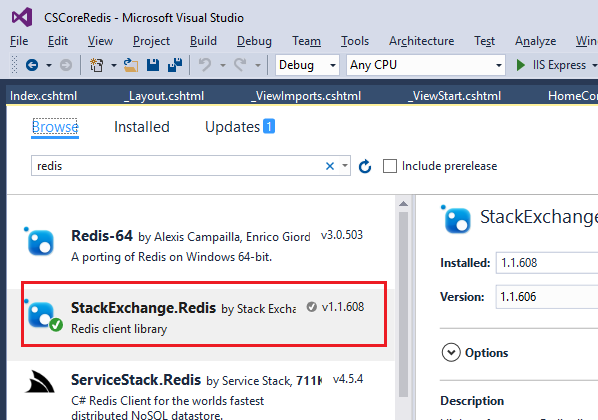 CSCoreRedis - Microsoft Visual Studio
File Edit View Project Build Debug Team Tools Architecture Test Analyze Window
Debug Any CPU IIS Express
Index.cshtml _Layout.cshtml _ViewImports.cshtml _ViewStart.cshtml HomeCon
Browse Installed Updates 1
redis Include prerelease
Redis-64 by Alexis Campailla, Enrico Giord v3.0.503
A porting of Redis on Windows 64-bit.
StackExchange.Redis by Stack Excha v1.1.608
Redis client library
ServiceStack.Redis by Service Stack, 711K v4.5.4
C# Redis Client for the worlds fastest
distributed NoSQL datastore.
StackExchange.
Installed: 1.1.608
Version: 1.1.606
Options
Description